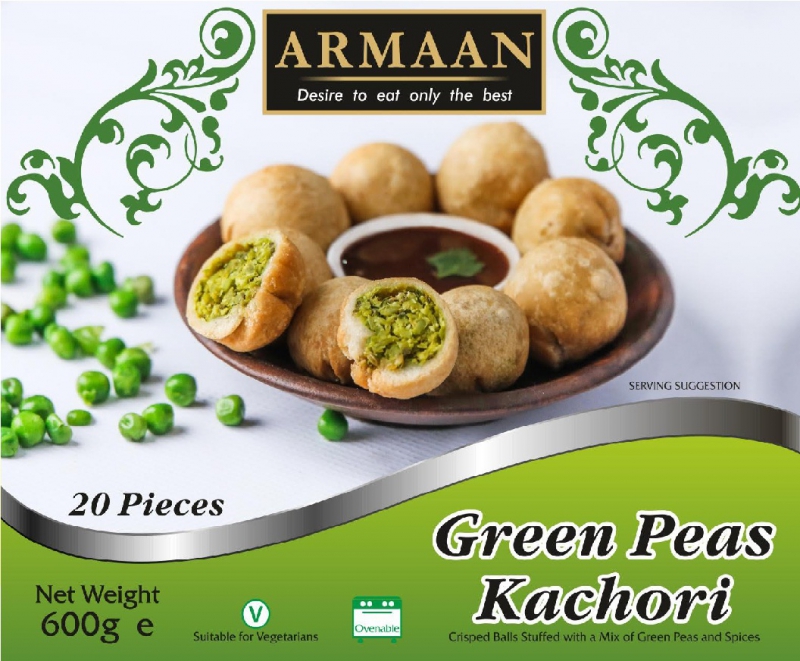 ARMAAN
Desire to eat only the best
SERVING SUGGESTION
20 Pieces
Green Peas
Kachori
Net Weight
600g e
V
Suitable for Vegetarians
Ovenable
Crisped Balls Stuffed with a Mix of Green Peas and Spices